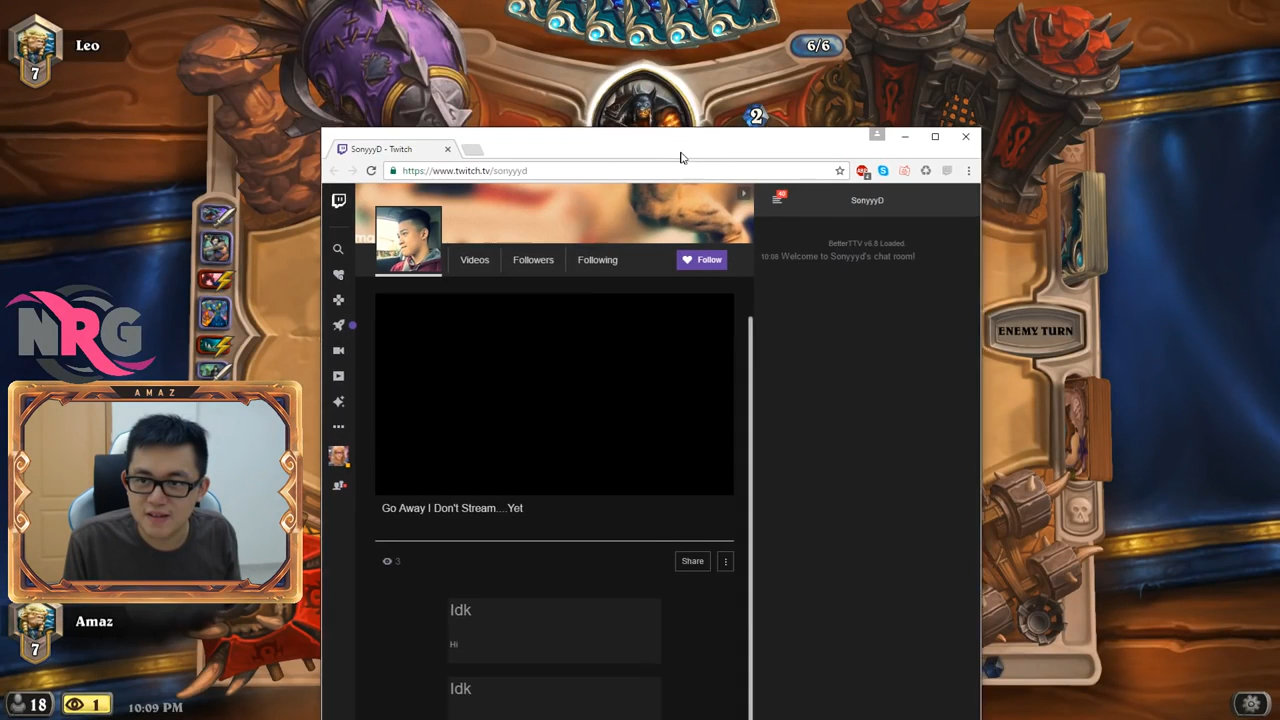 Leo
7
6/6
2
SonyyyD - Twitch
https://www.twitch.tv/sonyyyd
40
SonyyyD
Videos
Followers
Following
Follow
BetterTTV v6.8 Loaded.
10:08 Welcome to Sonyyyd's chat room!
ENEMY TURN
NRG
AMAZ
Go Away I Don't Stream....Yet
3
Share
Idk
Hi
Idk
Amaz
7
18
1
10:09 PM